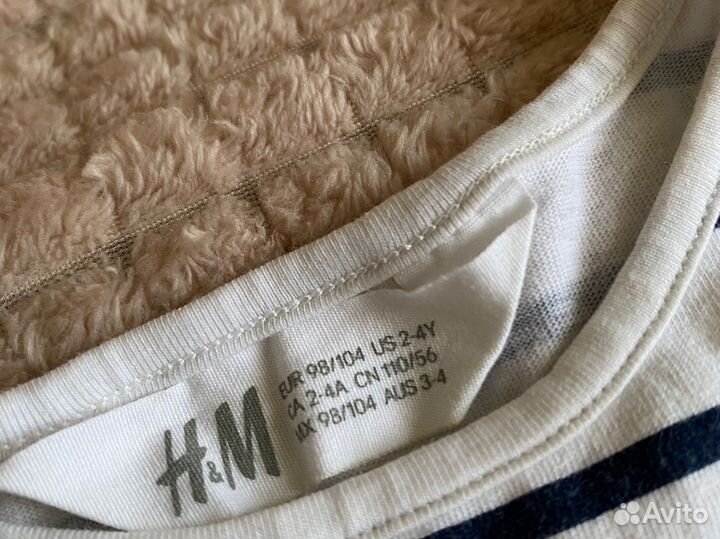 H&M
EUR 98/104 US 2-4Y
CA 2-4A CN 110/56
MX 98/104 AUS 3-4
Avito